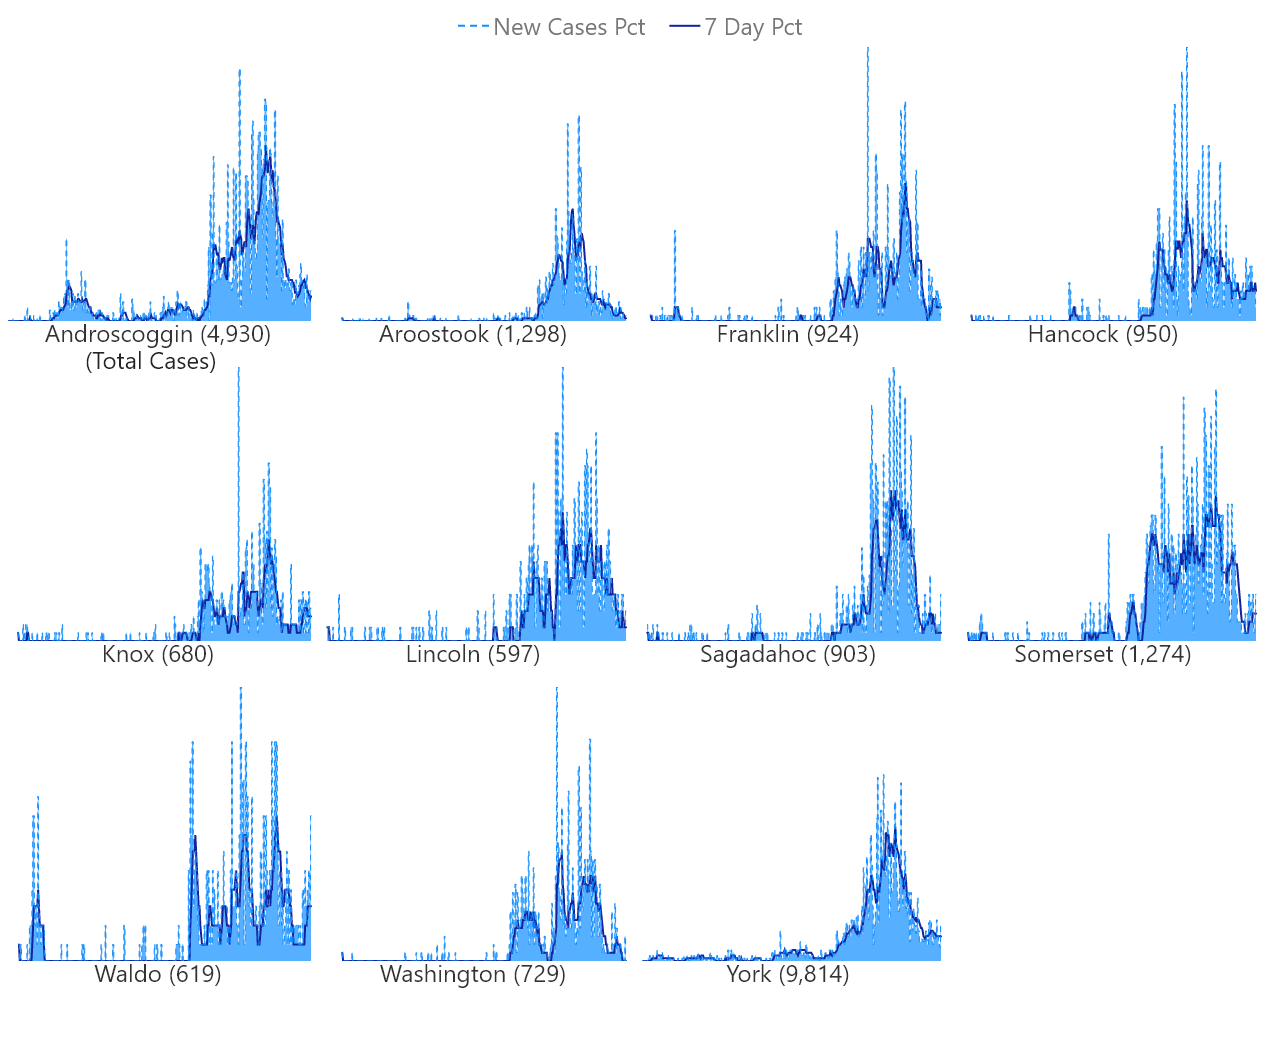 New Cases Pct 7 Day Pct
Androscoggin (4,930)
(Total Cases)
Aroostook (1,298)
Franklin (924)
Hancock (950)
Knox (680)
Lincoln (597)
Sagadahoc (903)
Somerset (1,274)
Waldo (619)
Washington (729)
York (9,814)